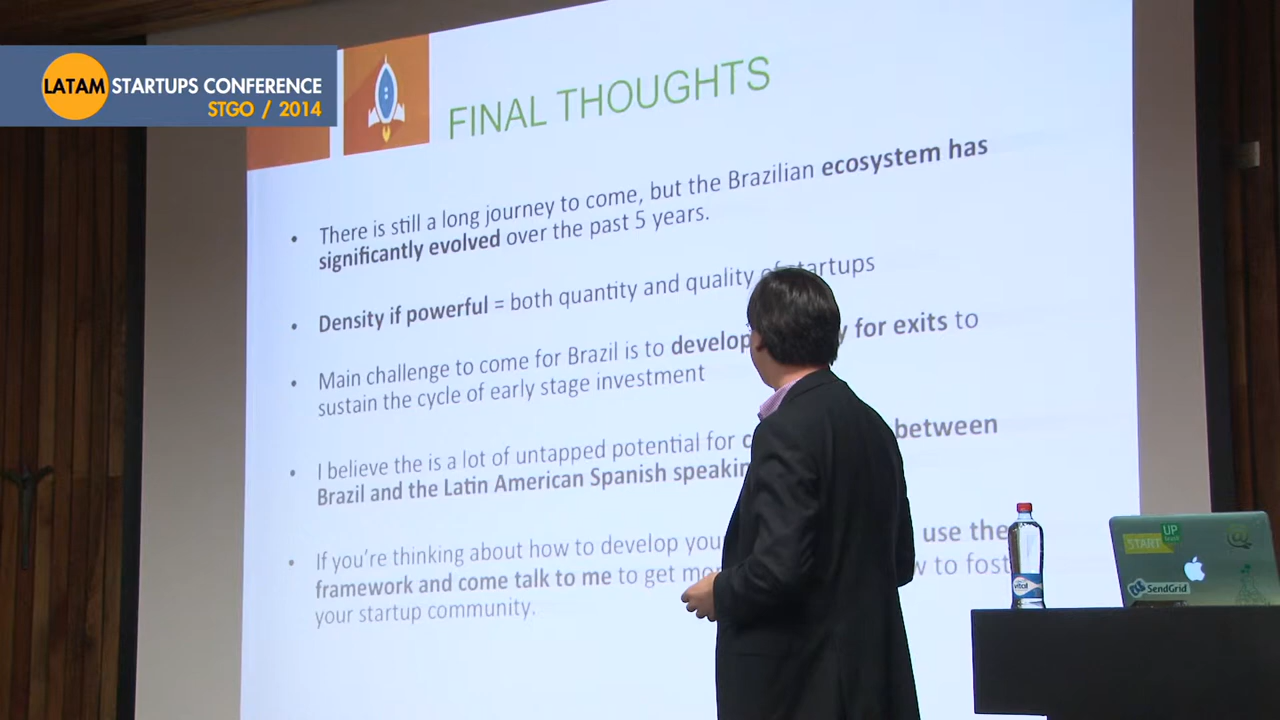 LATAM STARTUPS CONFERENCE
STGO / 2014
FINAL THOUGHTS
• There is still a long journey to come, but the Brazilian ecosystem has
significantly evolved over the past 5 years.
• Density if powerful = both quantity and quality of startups
• Main challenge to come for Brazil is to for exits to
sustain the cycle of early stage investment
• I believe the is a lot of untapped potential for between
Brazil and the Latin American Spanish
• If you're thinking about how to develop use the
framework and come talk to me to get to
your startup community.
START UP
SendGrid
vital